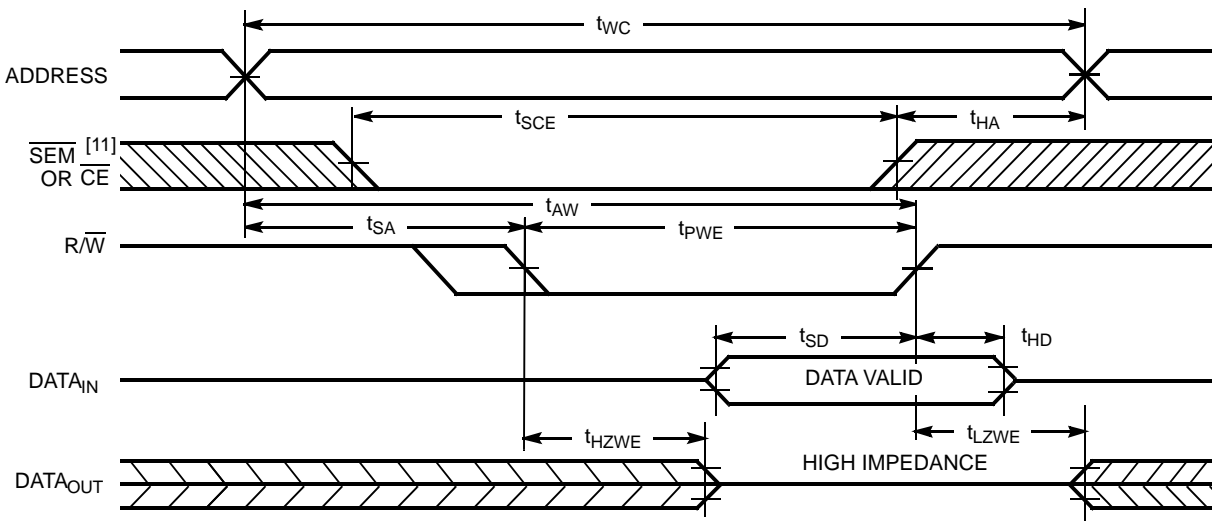 tWC
ADDRESS
tSCE
tHA
SEM [11]
OR CE
tAW
tSA
tPWE
R/W
tSD
tHD
DATAIN
DATA VALID
tHZWE
tLZWE
HIGH IMPEDANCE
DATAOUT